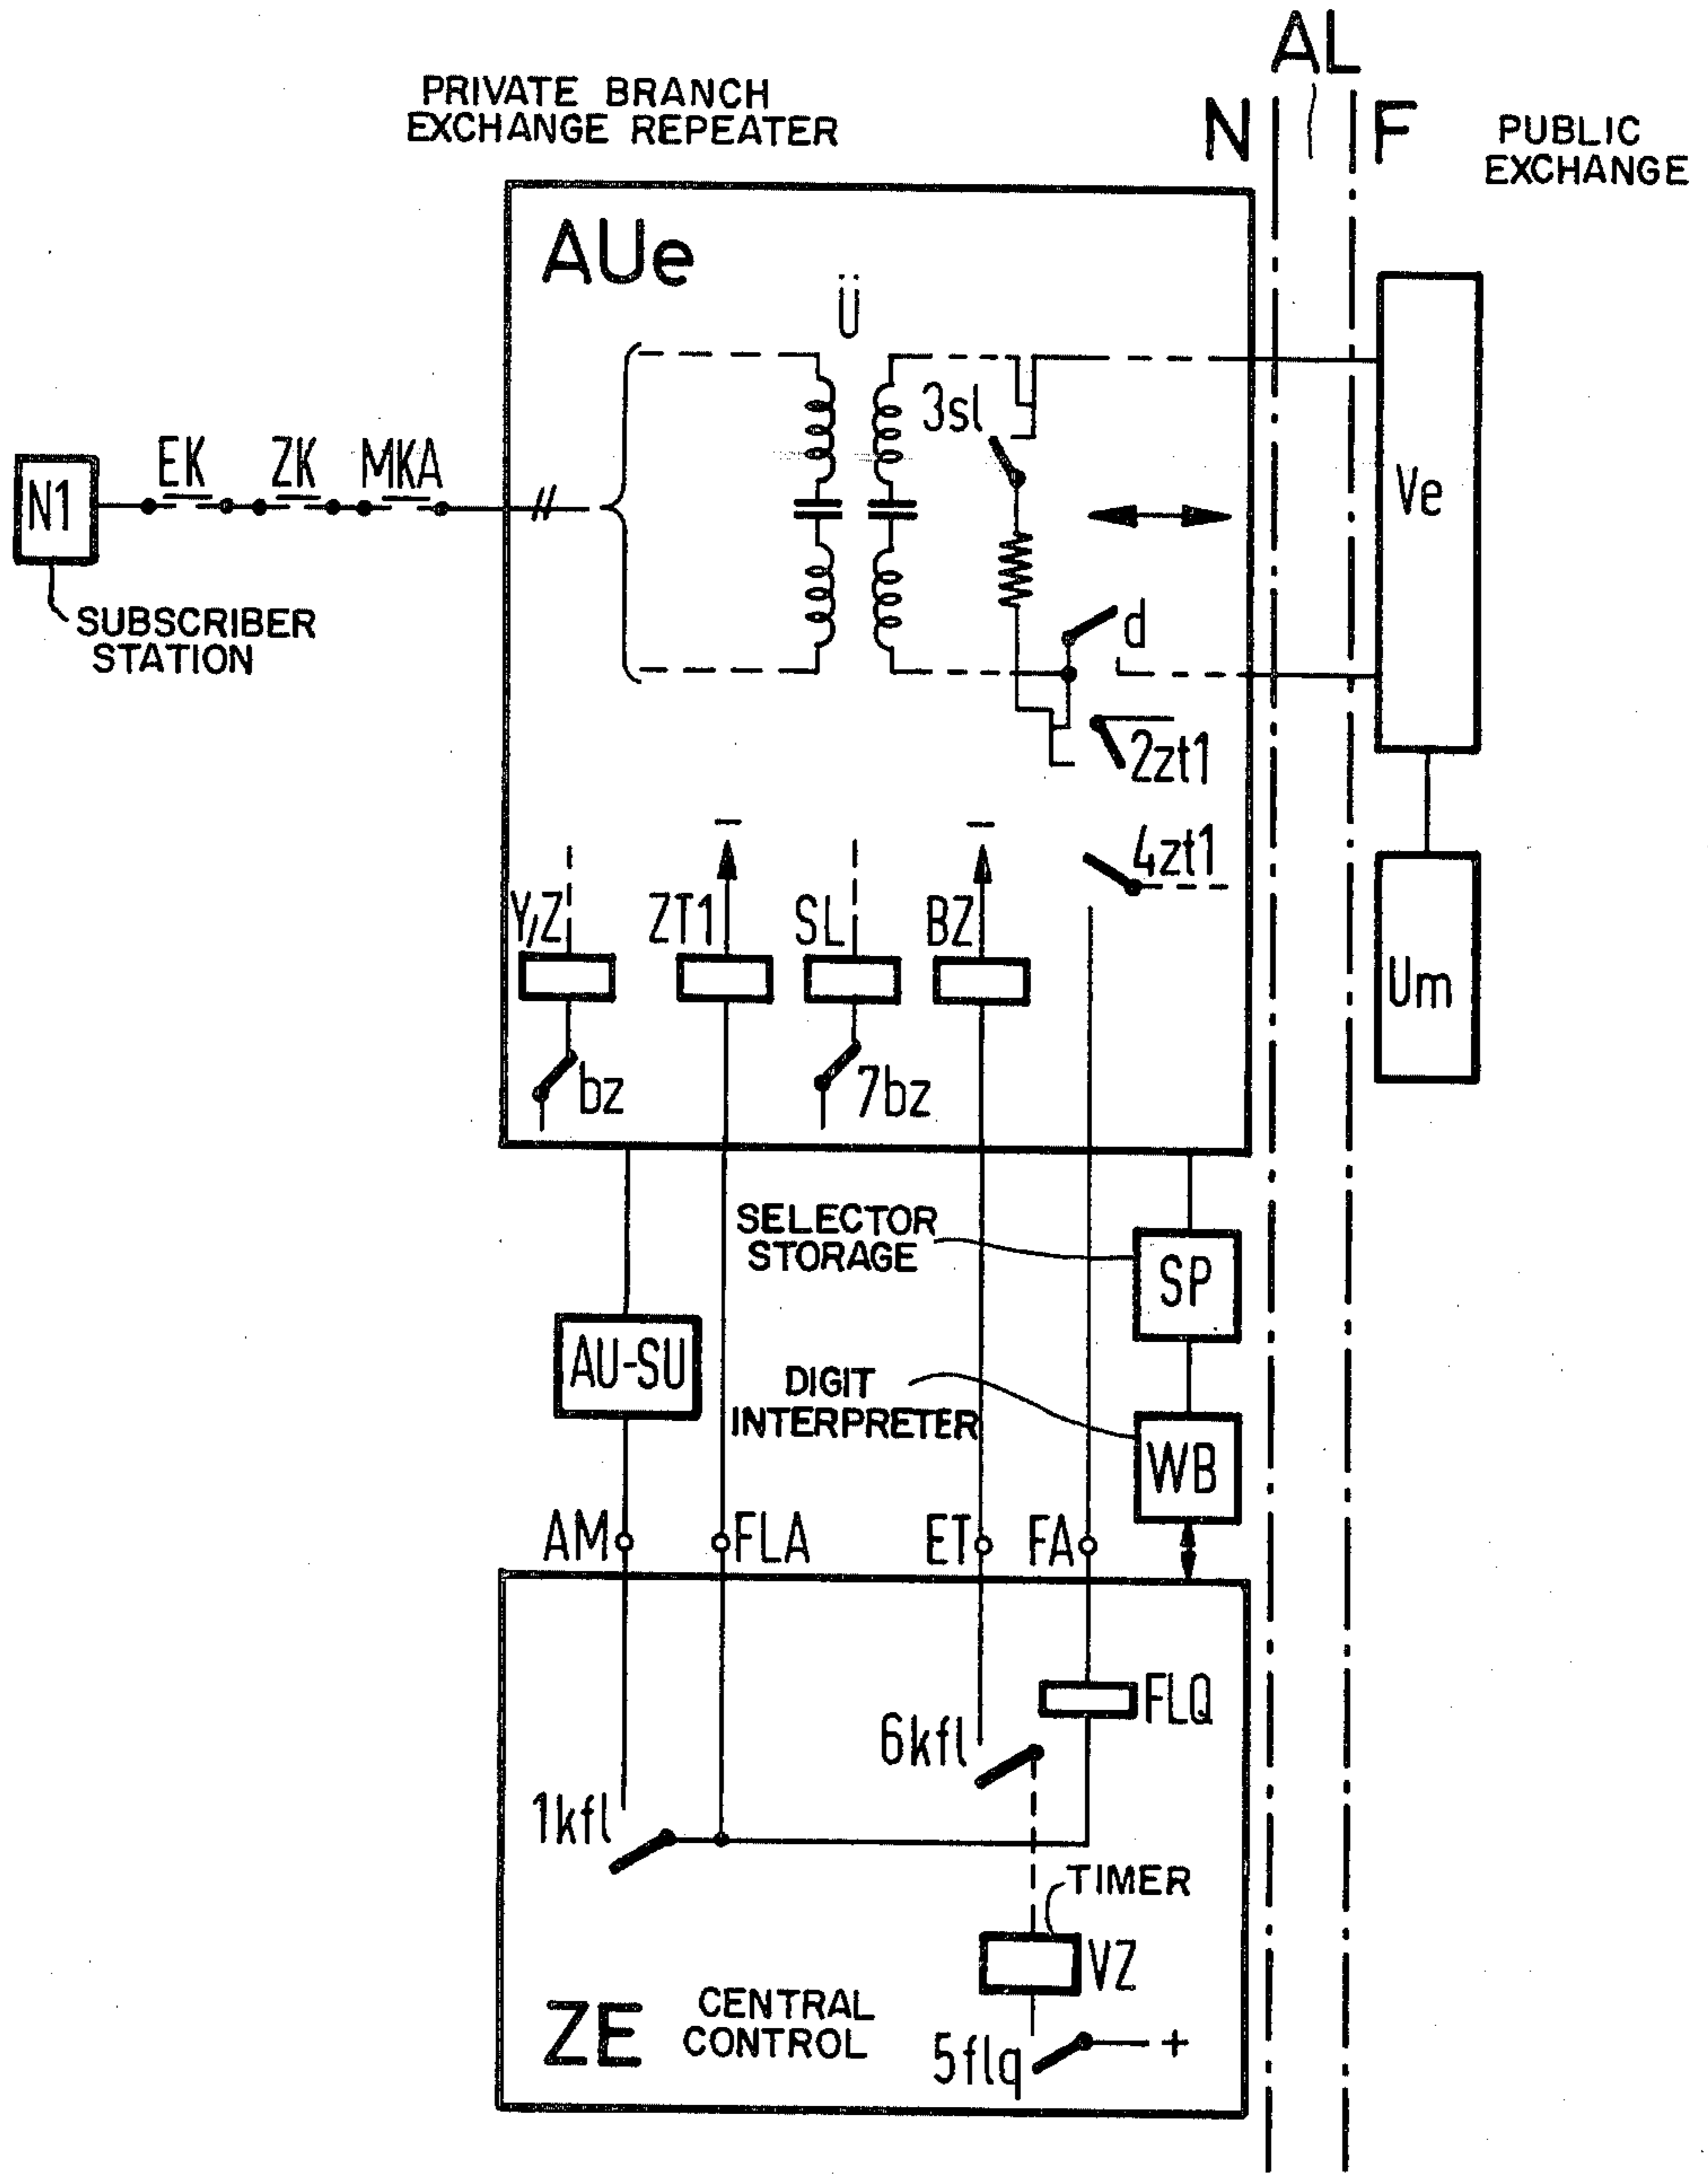 AL
PRIVATE BRANCH
EXCHANGE REPEATER
N
F
PUBLIC
EXCHANGE
AUe
Ü
3sl
EK
ZK
MKA
N1
Ve
SUBSCRIBER
STATION
d
2zt1
4zt1
Y/Z
ZT1
SL
BZ
Um
bz
7bz
SELECTOR
STORAGE
SP
AU-SU
DIGIT
INTERPRETER
WB
AM
FLA
ET
FA
FLQ
6kfl
1kfl
TIMER
VZ
ZE
CENTRAL
CONTROL
5flq
+